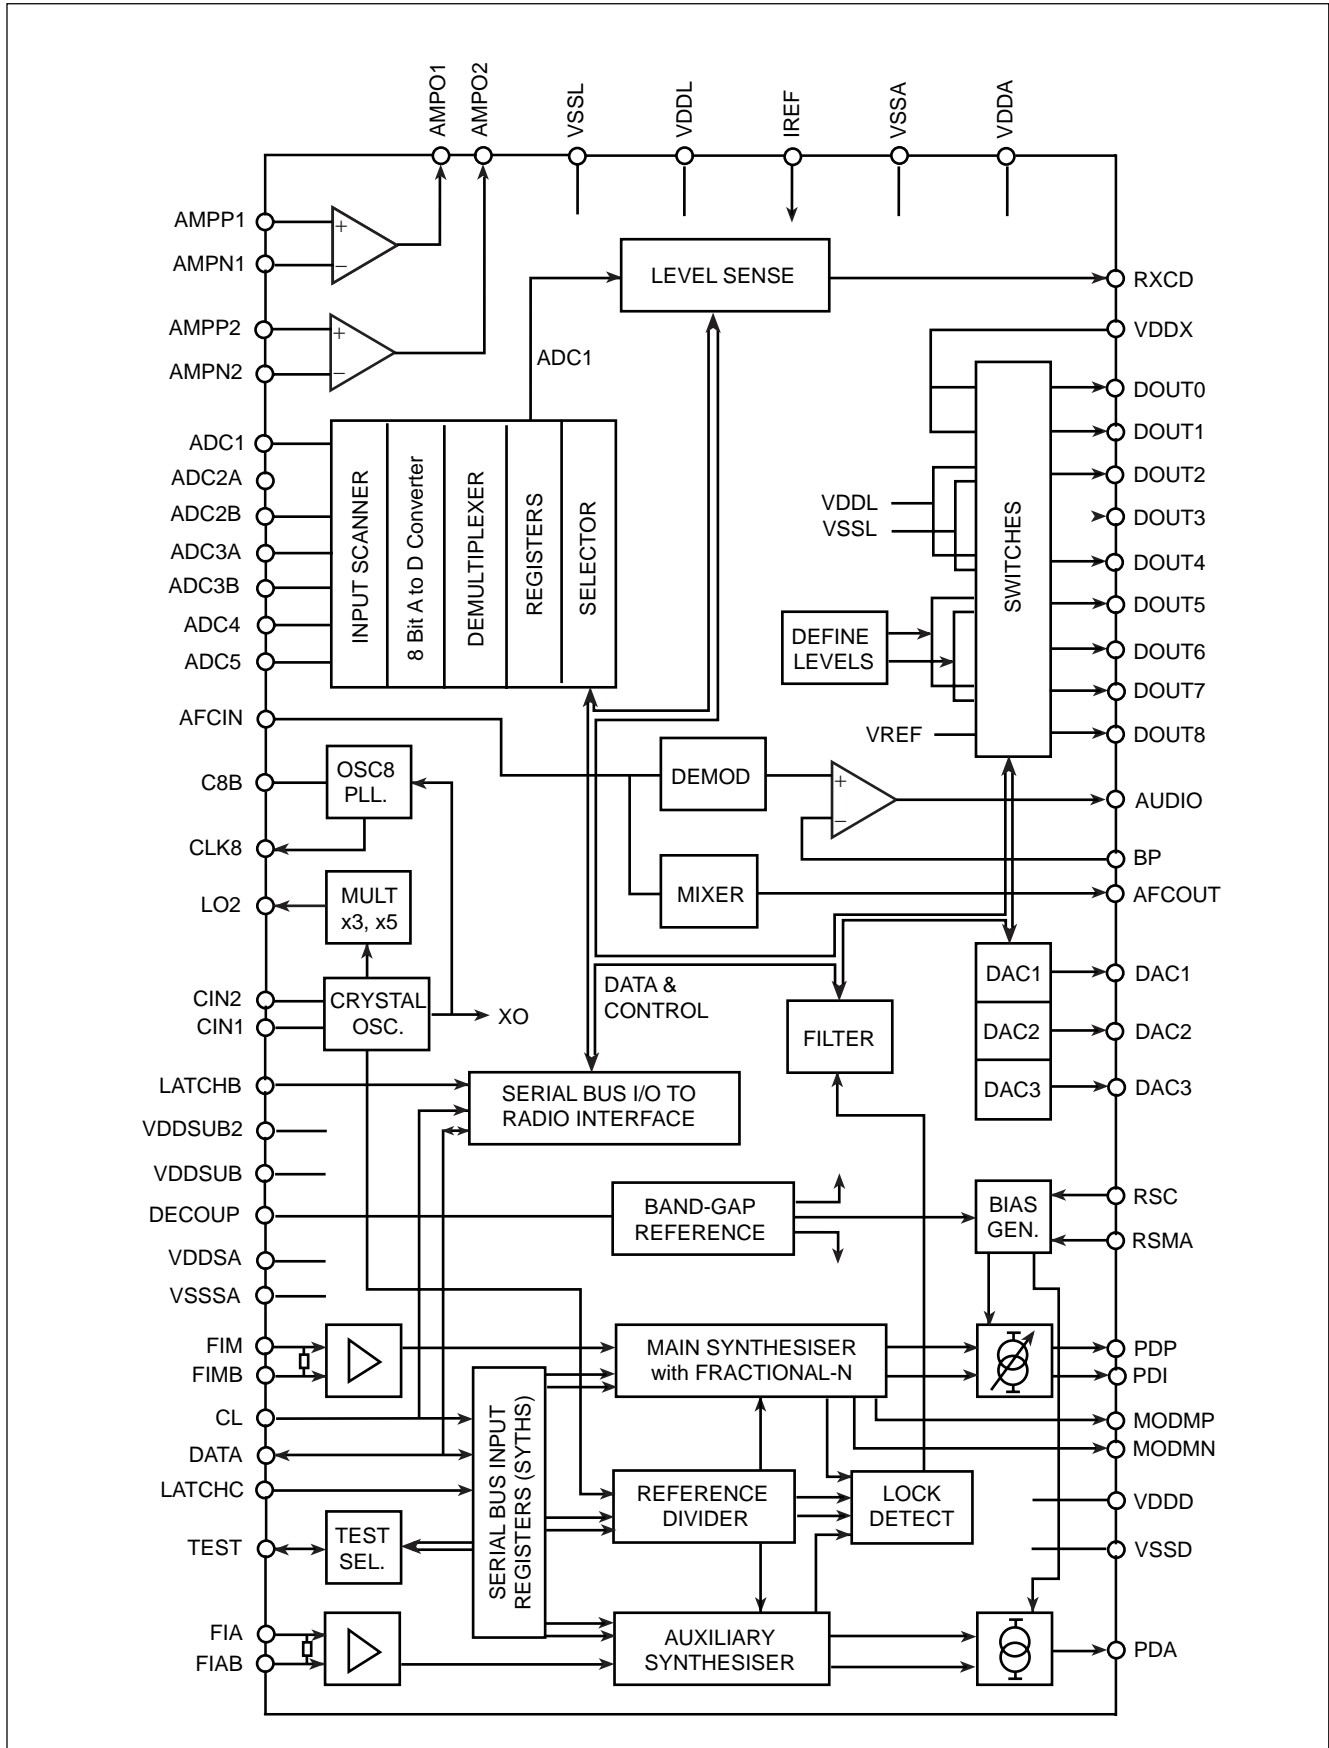 AMPO1
AMPO2
VSSL
VDDL
IREF
VSSA
VDDA
AMPP1
AMPN1
AMPP2
AMPN2
ADC1
ADC2A
ADC2B
ADC3A
ADC3B
ADC4
ADC5
AFCIN
C8B
CLK8
LO2
CIN2
CIN1
LATCHB
VDDSUB2
VDDSUB
DECOUP
VDDSA
VSSSA
FIM
FIMB
CL
DATA
LATCHC
TEST
FIA
FIAB
+
−
+
−
LEVEL SENSE
ADC1
INPUT SCANNER
8 Bit A to D Converter
DEMULTIPLEXER
REGISTERS
SELECTOR
VDDL
VSSL
SWITCHES
DEFINE
LEVELS
VREF
OSC8
PLL.
DEMOD
+
−
MULT
x3, x5
MIXER
CRYSTAL
OSC.
XO
DATA &
CONTROL
FILTER
DAC1
DAC2
DAC3
SERIAL BUS I/O TO
RADIO INTERFACE
BAND-GAP
REFERENCE
BIAS
GEN.
MAIN SYNTHESISER
with FRACTIONAL-N
SERIAL BUS INPUT
REGISTERS (SYTHS)
REFERENCE
DIVIDER
LOCK
DETECT
TEST
SEL.
AUXILIARY
SYNTHESISER
RXCD
VDDX
DOUT0
DOUT1
DOUT2
DOUT3
DOUT4
DOUT5
DOUT6
DOUT7
DOUT8
AUDIO
BP
AFCOUT
DAC1
DAC2
DAC3
RSC
RSMA
PDP
PDI
MODMP
MODMN
VDDD
VSSD
PDA